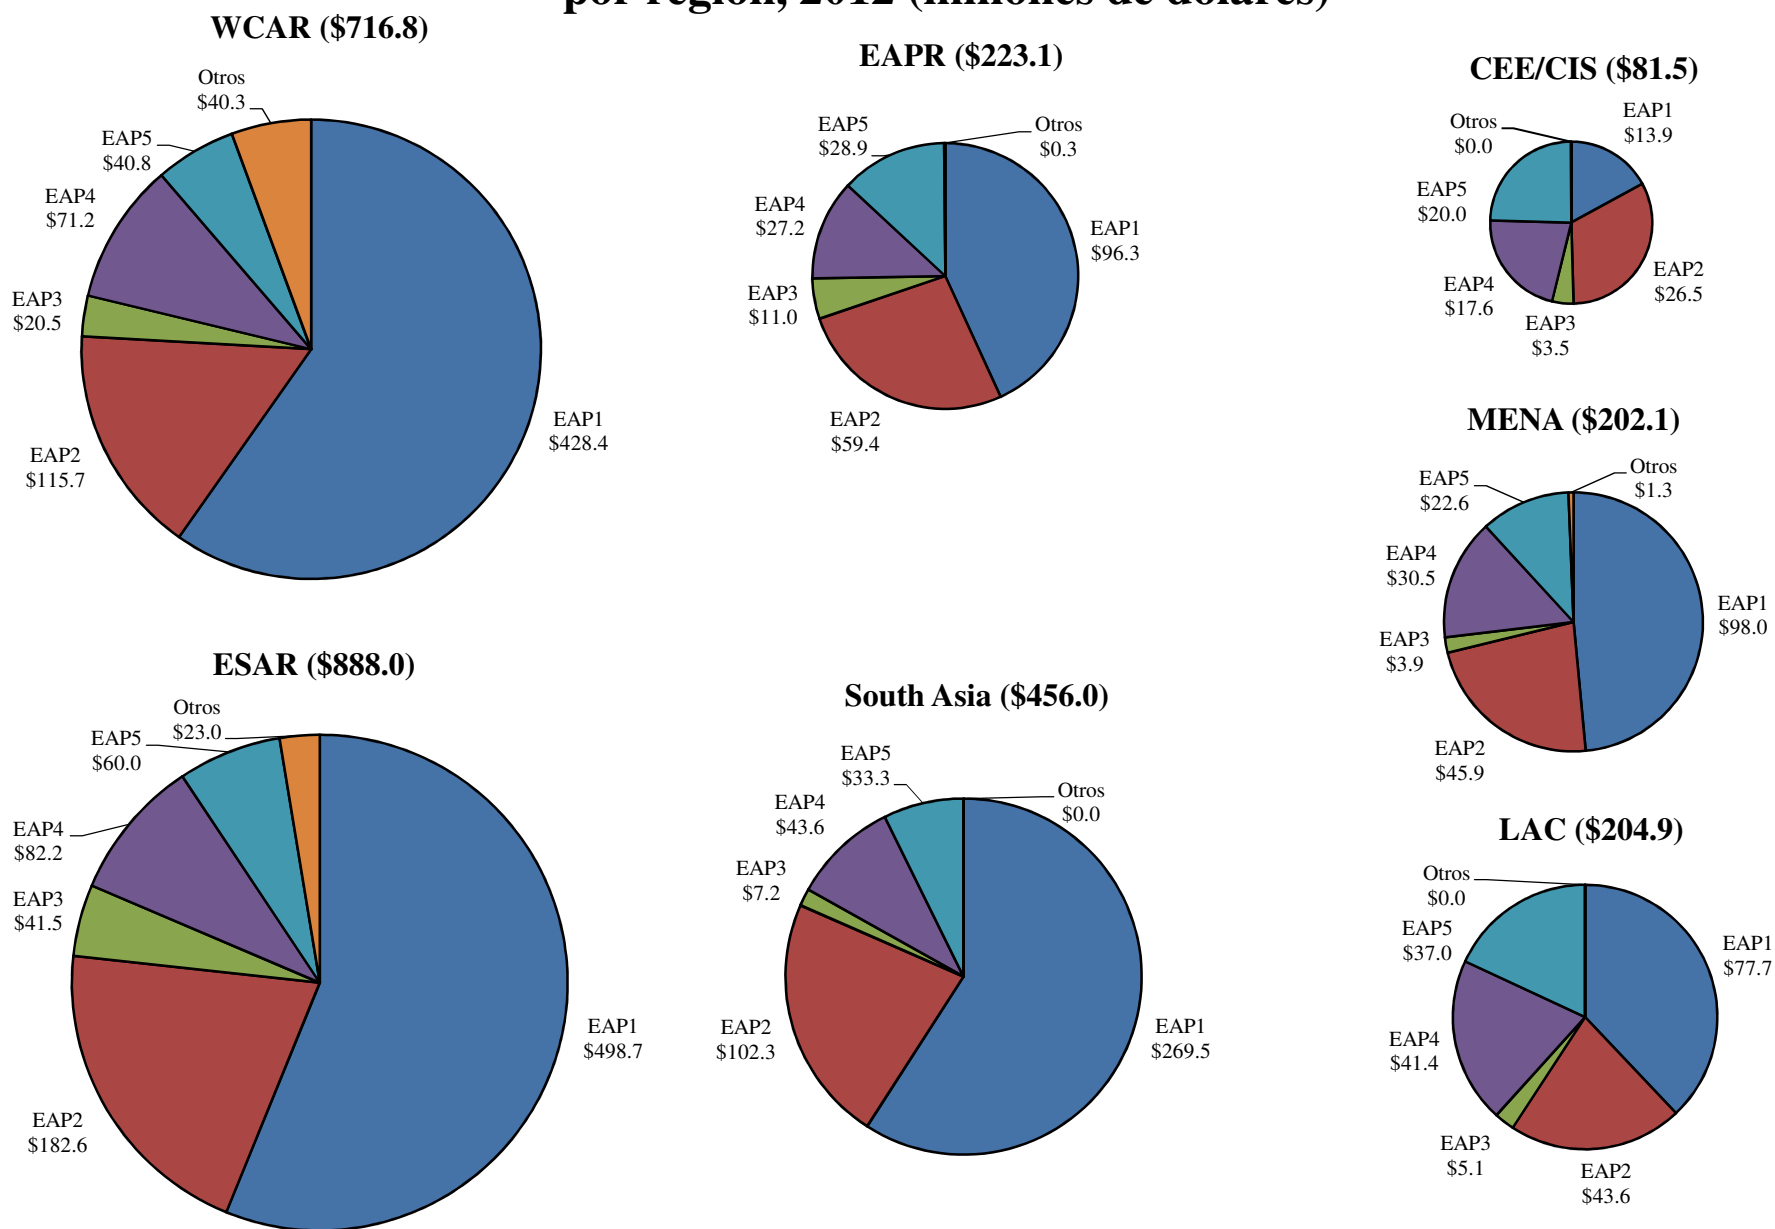 por región, 2012 (millones de dólares)
WCAR ($716.8)
Otros
$40.3
EAP5
$40.8
EAP4
$71.2
EAP3
$20.5
EAP2
$115.7
EAP1
$428.4
EAPR ($223.1)
EAP5
$28.9
Otros
$0.3
EAP4
$27.2
EAP1
$96.3
EAP3
$11.0
EAP2
$59.4
CEE/CIS ($81.5)
EAP1
$13.9
Otros
$0.0
EAP5
$20.0
EAP2
$26.5
EAP4
$17.6
EAP3
$3.5
MENA ($202.1)
Otros
$1.3
EAP5
$22.6
EAP4
$30.5
EAP1
$98.0
EAP3
$3.9
EAP2
$45.9
ESAR ($888.0)
Otros
$23.0
EAP5
$60.0
EAP4
$82.2
EAP3
$41.5
EAP1
$498.7
EAP2
$182.6
South Asia ($456.0)
EAP5
$33.3
Otros
$0.0
EAP4
$43.6
EAP3
$7.2
EAP2
$102.3
EAP1
$269.5
LAC ($204.9)
Otros
$0.0
EAP5
$37.0
EAP1
$77.7
EAP4
$41.4
EAP3
$5.1
EAP2
$43.6